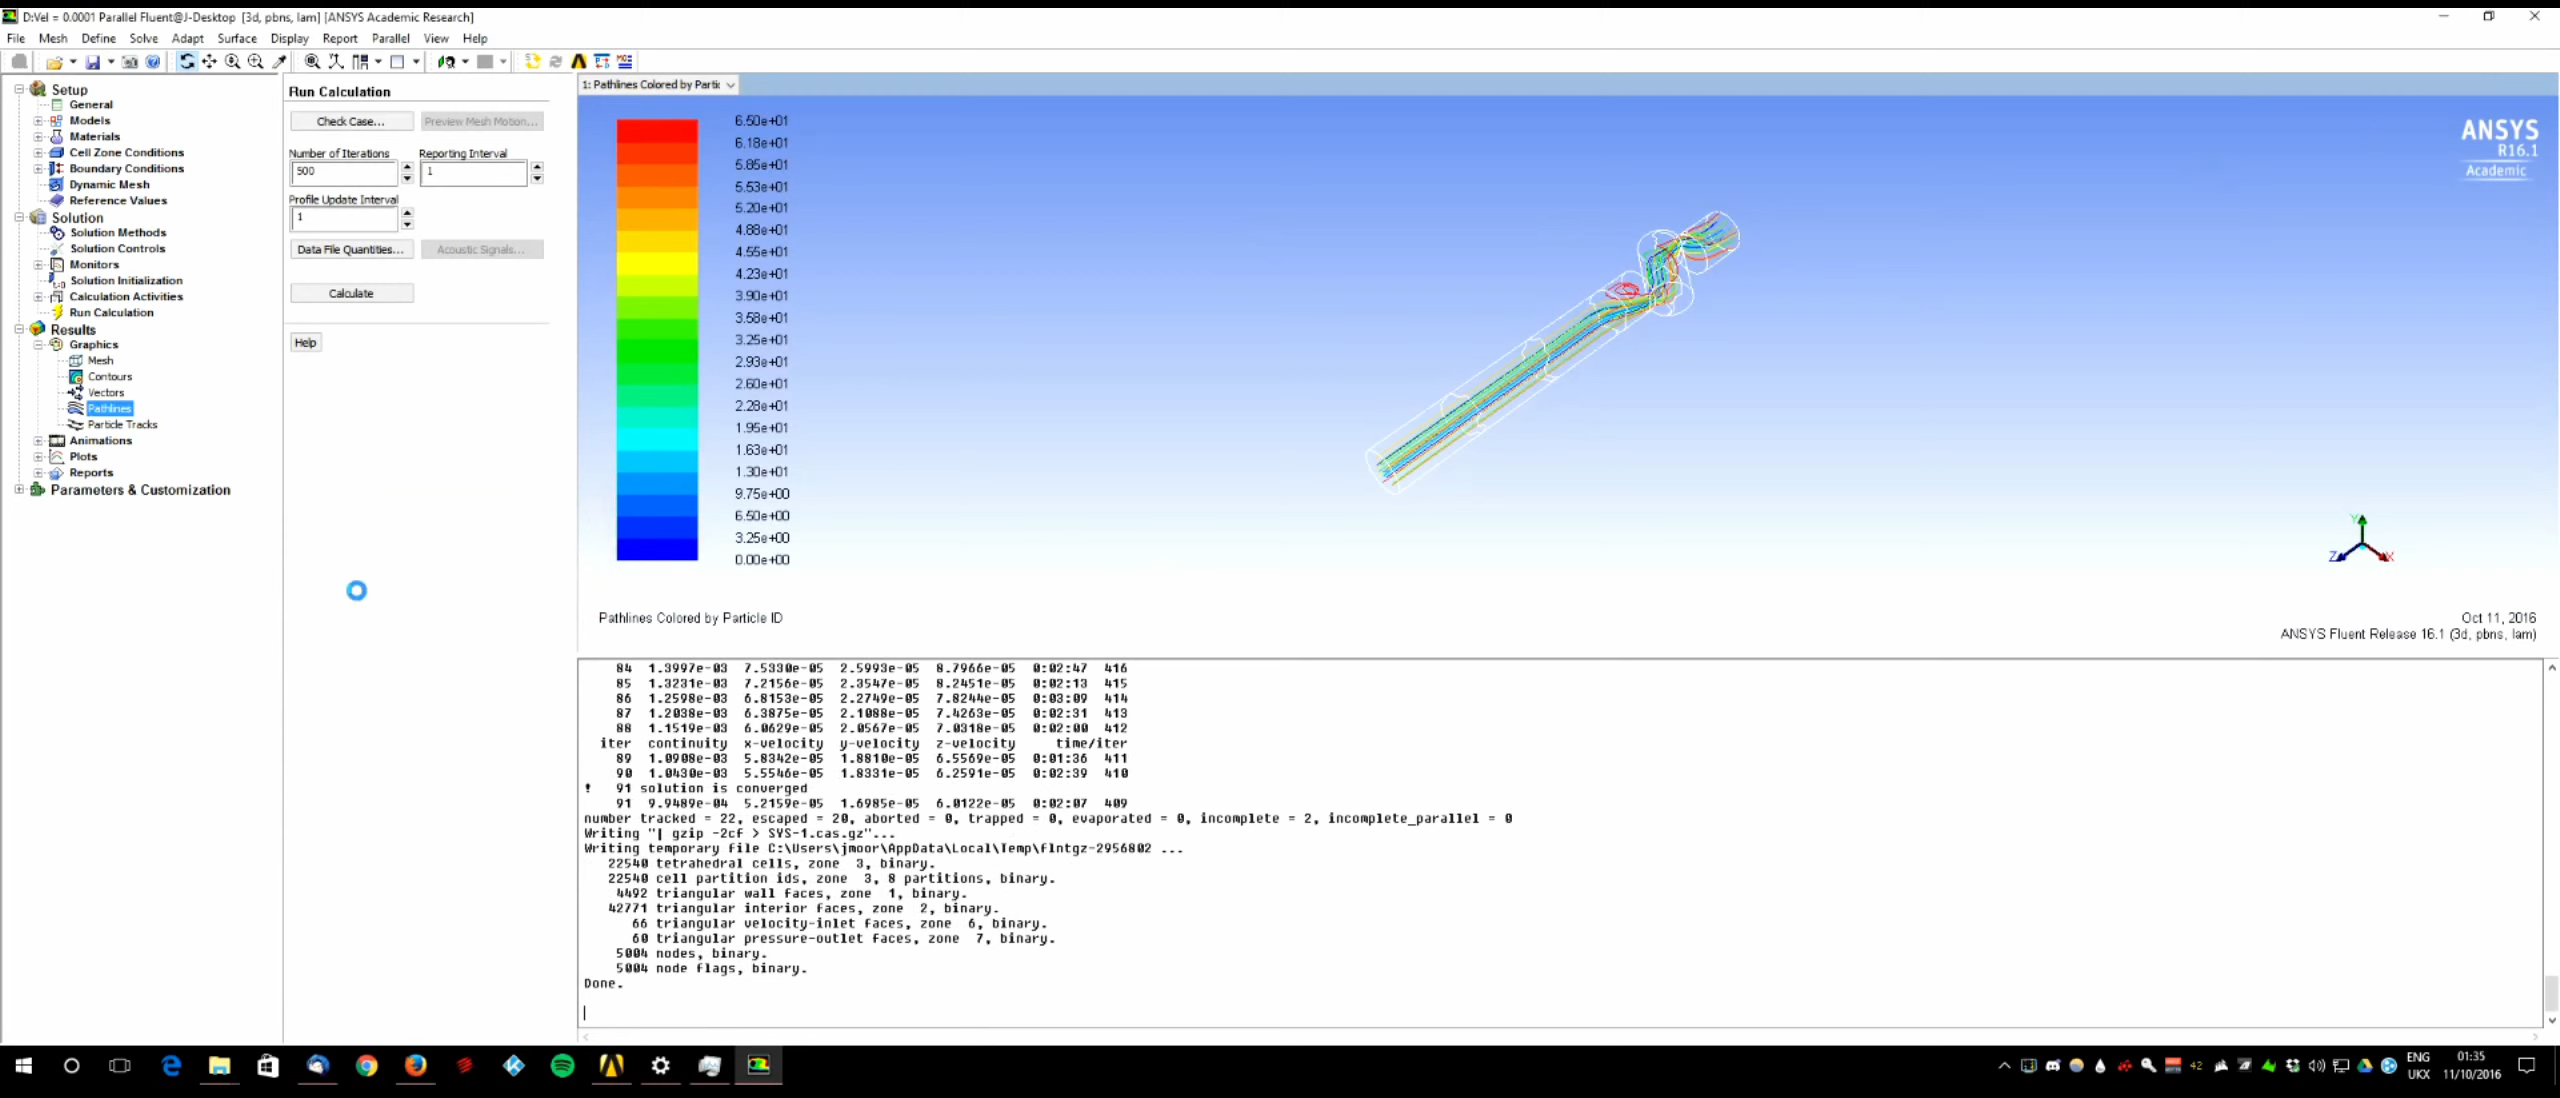 D:Vel = 0.0001 Parallel Fluent@J-Desktop [3d, pbns, lam] [ANSYS Academic Research]
File Mesh Define Solve Adapt Surface Display Report Parallel View Help
Setup
General
Models
Materials
Cell Zone Conditions
Boundary Conditions
Dynamic Mesh
Reference Values
Solution
Solution Methods
Solution Controls
Monitors
Solution Initialization
Calculation Activities
Run Calculation
Results
Graphics
Mesh
Contours
Vectors
Pathlines
Particle Tracks
Animations
Plots
Reports
Parameters & Customization
Run Calculation
Check Case... Preview Mesh Motion...
Number of Iterations Reporting Interval
500 1
Profile Update Interval
1
Data File Quantities... Acoustic Signals...
Calculate
Help
1: Pathlines Colored by Partic
6.50e+01
6.18e+01
5.85e+01
5.53e+01
5.20e+01
4.88e+01
4.55e+01
4.23e+01
3.90e+01
3.58e+01
3.25e+01
2.93e+01
2.60e+01
2.28e+01
1.95e+01
1.63e+01
1.30e+01
9.75e+00
6.50e+00
3.25e+00
0.00e+00
ANSYS
R16.1
Academic
Y
Z X
Pathlines Colored by Particle ID
Oct 11, 2016
ANSYS Fluent Release 16.1 (3d, pbns, lam)
84 1.3997e-03 7.5330e-05 2.5993e-05 8.7966e-05 0:02:47 416
85 1.3231e-03 7.2156e-05 2.3547e-05 8.2451e-05 0:02:13 415
86 1.2598e-03 6.8153e-05 2.2749e-05 7.8244e-05 0:03:09 414
87 1.2038e-03 6.3875e-05 2.1088e-05 7.4263e-05 0:02:31 413
88 1.1519e-03 6.0629e-05 2.0567e-05 7.0318e-05 0:02:00 412
iter continuity x-velocity y-velocity z-velocity time/iter
89 1.0908e-03 5.8342e-05 1.8810e-05 6.5569e-05 0:01:36 411
90 1.0430e-03 5.5546e-05 1.8331e-05 6.2591e-05 0:02:39 410
! 91 solution is converged
91 9.9489e-04 5.2159e-05 1.6985e-05 6.0122e-05 0:02:07 409
number tracked = 22, escaped = 20, aborted = 0, trapped = 0, evaporated = 0, incomplete = 2, incomplete_parallel = 0
Writing "| gzip -2cf > SYS-1.cas.gz"...
Writing temporary file C:\Users\jmoor\AppData\Local\Temp\flntgz-2956802 ...
22540 tetrahedral cells, zone 3, binary.
22540 cell partition ids, zone 3, 8 partitions, binary.
4492 triangular wall faces, zone 1, binary.
42771 triangular interior faces, zone 2, binary.
66 triangular velocity-inlet faces, zone 6, binary.
60 triangular pressure-outlet faces, zone 7, binary.
5004 nodes, binary.
5004 node flags, binary.
Done.
42
ENG
UKX
01:35
11/10/2016